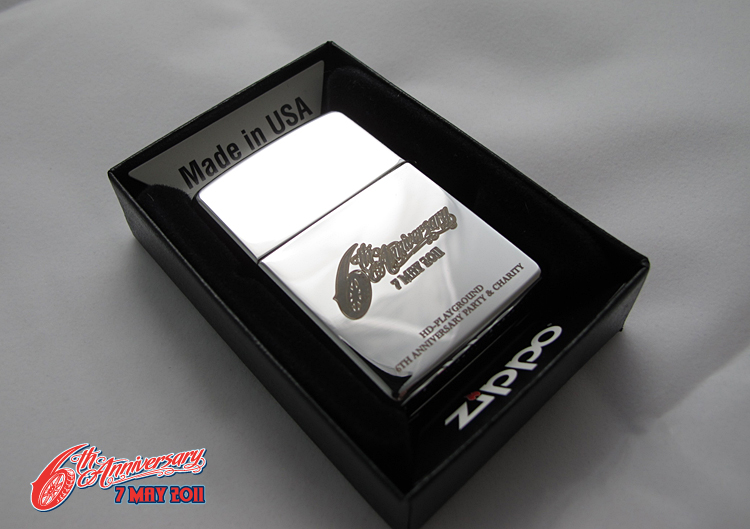 Made in USA
6th Anniversary
7 MAY 2011
HD-PLAYGROUND
6TH ANNIVERSARY PARTY & CHARITY
zippo
6th Anniversary
7 MAY 2011